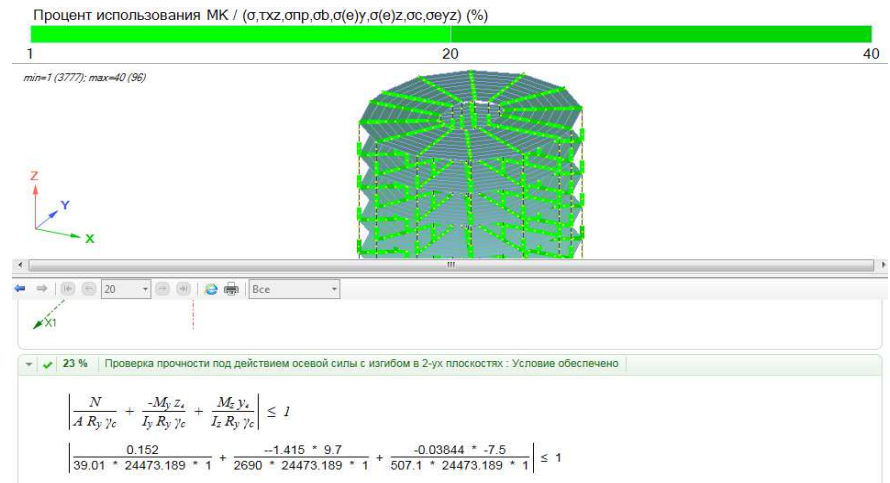 Процент использования МК / (σ,τxz,σпр,σb,σ(e)y,σ(e)z,σc,σeyz) (%)
1 20 40
min=1 (3777); max=40 (96)
Z
Y
X
20 Все
X1
23 % Проверка прочности под действием осевой силы с изгибом в 2-ух плоскостях : Условие обеспечено
|N / (A Ry γc) + -My zₑ / (Iy Ry γc) + Mz yₑ / (Iz Ry γc)| ≤ 1
|0.152 / (39.01 * 24473.189 * 1) + --1.415 * 9.7 / (2690 * 24473.189 * 1) + -0.03844 * -7.5 / (507.1 * 24473.189 * 1)| ≤ 1